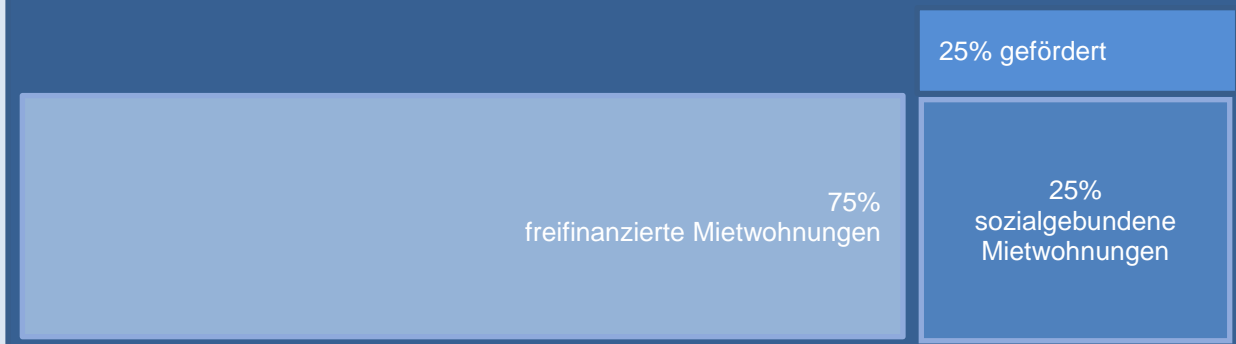 25% gefördert
75%
freifinanzierte Mietwohnungen
25%
sozialgebundene
Mietwohnungen